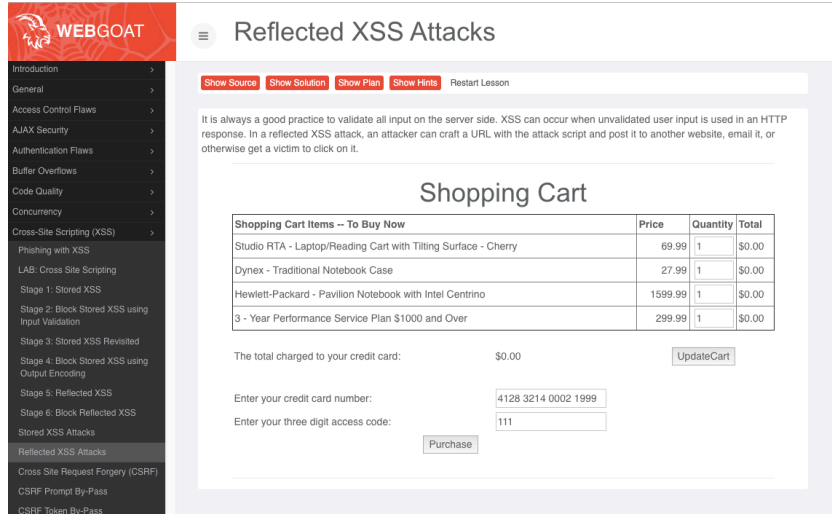 WEBGOAT
Reflected XSS Attacks
Introduction
General
Access Control Flaws
AJAX Security
Authentication Flaws
Buffer Overflows
Code Quality
Concurrency
Cross-Site Scripting (XSS)
Phishing with XSS
LAB: Cross Site Scripting
Stage 1: Stored XSS
Stage 2: Block Stored XSS using
Input Validation
Stage 3: Stored XSS Revisited
Stage 4: Block Stored XSS using
Output Encoding
Stage 5: Reflected XSS
Stage 6: Block Reflected XSS
Stored XSS Attacks
Reflected XSS Attacks
Cross Site Request Forgery (CSRF)
CSRF Prompt By-Pass
CSRF Token By-Pass
Show Source Show Solution Show Plan Show Hints Restart Lesson
It is always a good practice to validate all input on the server side. XSS can occur when unvalidated user input is used in an HTTP
response. In a reflected XSS attack, an attacker can craft a URL with the attack script and post it to another website, email it, or
otherwise get a victim to click on it.
Shopping Cart
Shopping Cart Items -- To Buy Now Price Quantity Total
Studio RTA - Laptop/Reading Cart with Tilting Surface - Cherry 69.99 1 $0.00
Dynex - Traditional Notebook Case 27.99 1 $0.00
Hewlett-Packard - Pavilion Notebook with Intel Centrino 1599.99 1 $0.00
3 - Year Performance Service Plan $1000 and Over 299.99 1 $0.00
The total charged to your credit card: $0.00 UpdateCart
Enter your credit card number: 4128 3214 0002 1999
Enter your three digit access code: 111
Purchase